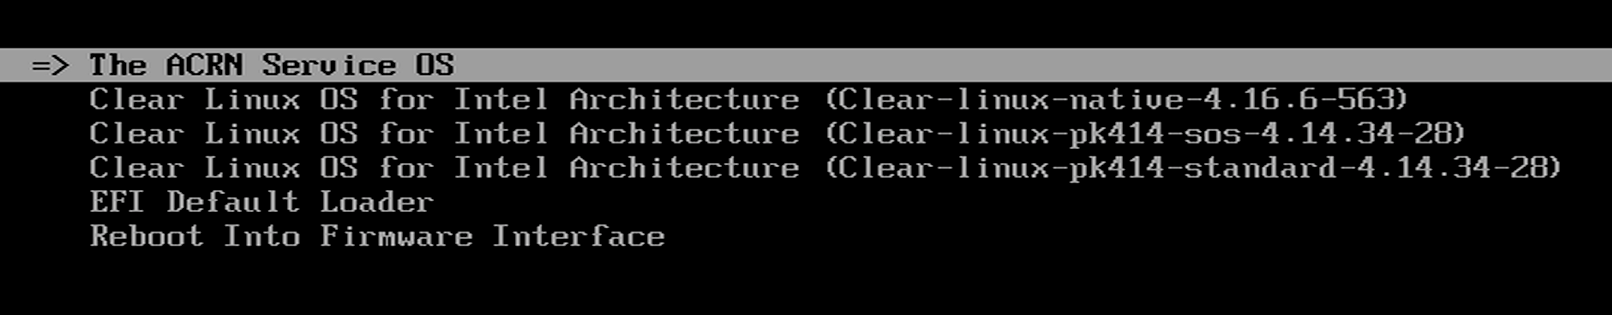 => The ACRN Service OS
Clear Linux OS for Intel Architecture (Clear-linux-native-4.16.6-563)
Clear Linux OS for Intel Architecture (Clear-linux-pk414-sos-4.14.34-28)
Clear Linux OS for Intel Architecture (Clear-linux-pk414-standard-4.14.34-28)
EFI Default Loader
Reboot Into Firmware Interface